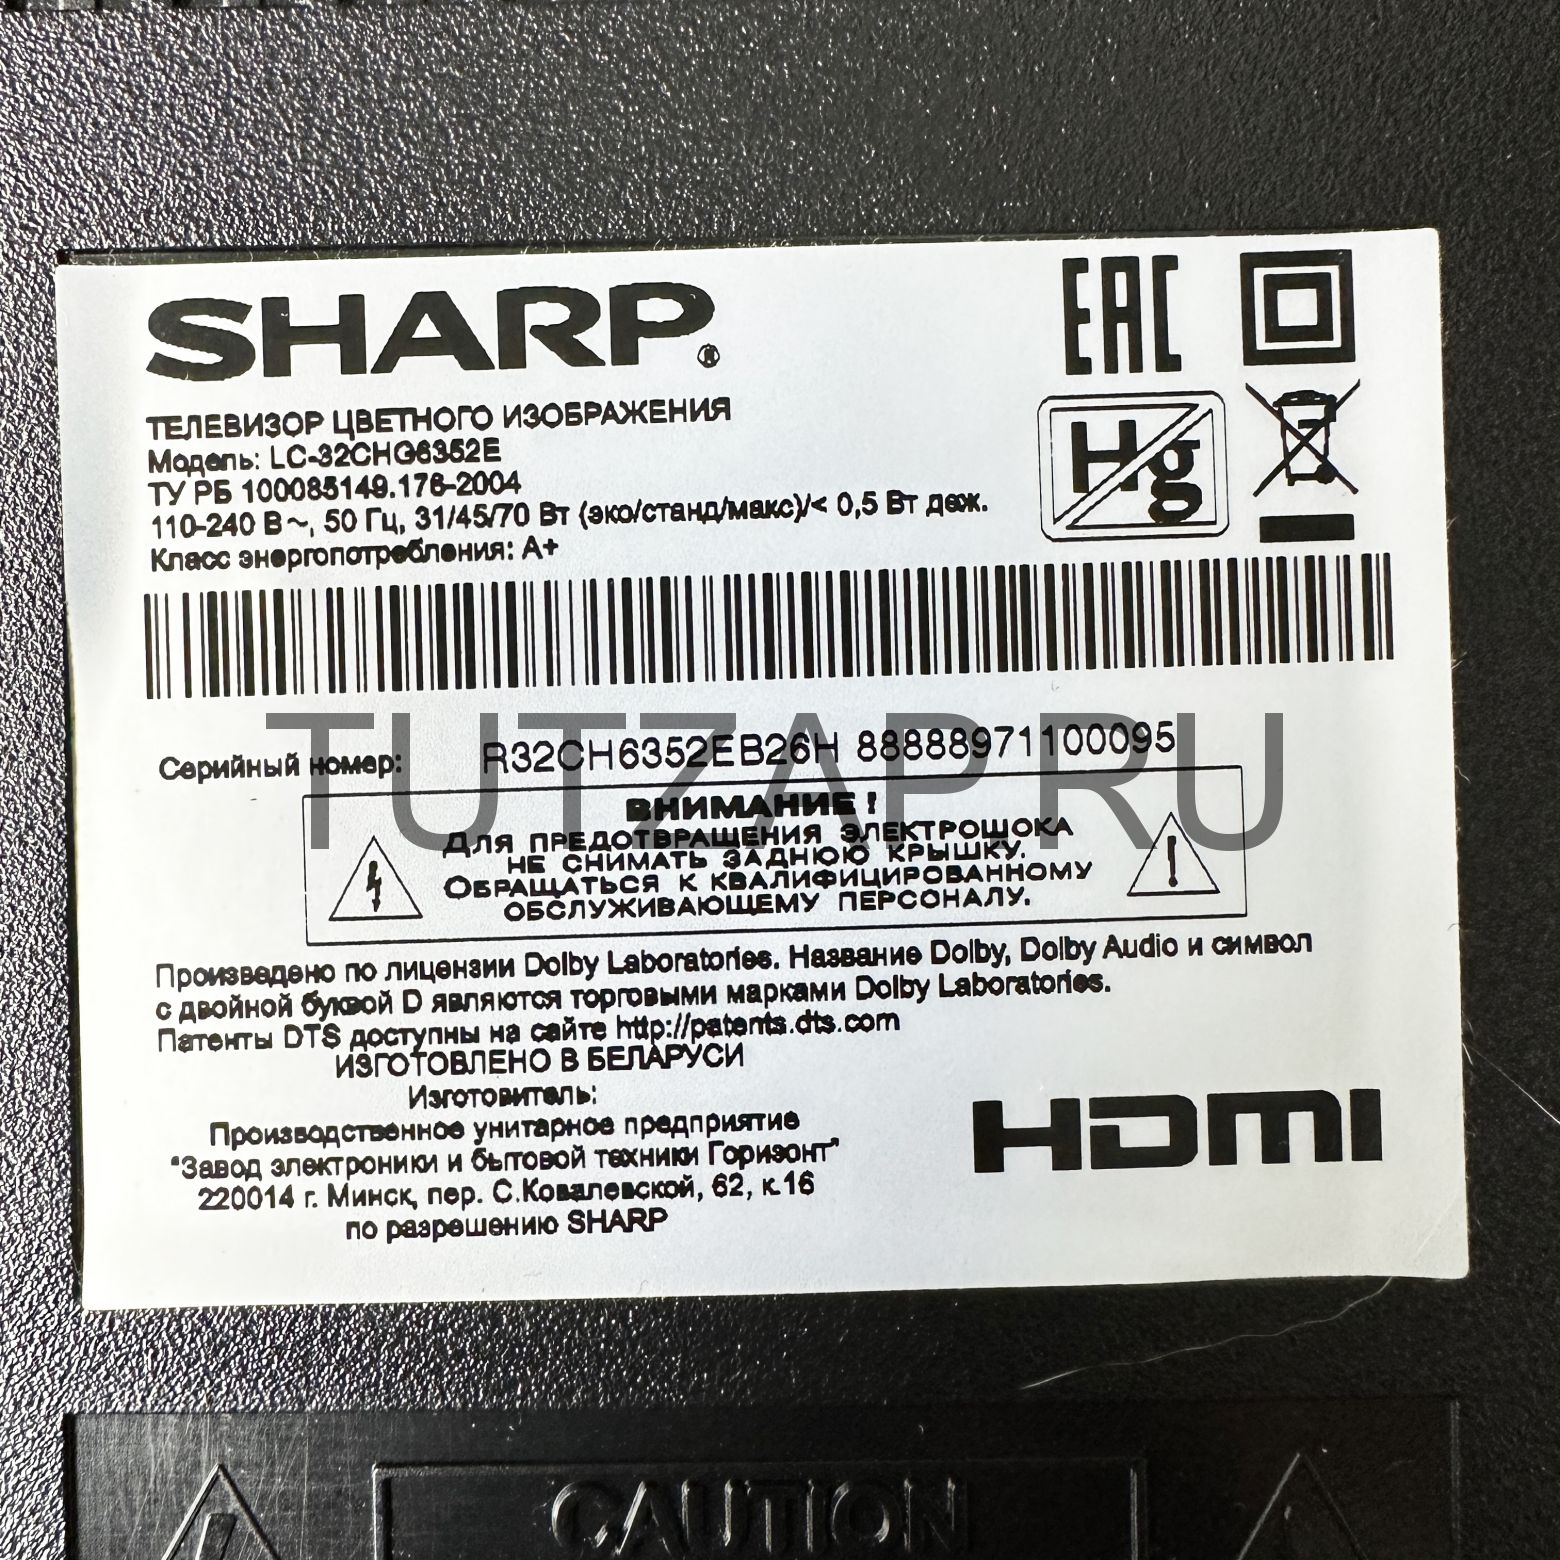 SHARP®
EAC
ТЕЛЕВИЗОР ЦВЕТНОГО ИЗОБРАЖЕНИЯ
Модель: LC-32CHG6352E
ТУ РБ 100085149.176-2004
110-240 В~, 50 Гц, 31/45/70 Вт (эко/станд/макс)/< 0,5 Вт деж.
Класс энергопотребления: A+
Hg
Серийный номер: R32CH6352EB26H 88888971100095
TUTZAP.RU
ВНИМАНИЕ !
ДЛЯ ПРЕДОТВРАЩЕНИЯ ЭЛЕКТРОШОКА
НЕ СНИМАТЬ ЗАДНЮЮ КРЫШКУ.
ОБРАЩАТЬСЯ К КВАЛИФИЦИРОВАННОМУ
ОБСЛУЖИВАЮЩЕМУ ПЕРСОНАЛУ.
Произведено по лицензии Dolby Laboratories. Название Dolby, Dolby Audio и символ
с двойной буквой D являются торговыми марками Dolby Laboratories.
Патенты DTS доступны на сайте http://patents.dts.com
ИЗГОТОВЛЕНО В БЕЛАРУСИ
Изготовитель:
Производственное унитарное предприятие
"Завод электроники и бытовой техники Горизонт"
220014 г. Минск, пер. С.Ковалевской, 62, к.16
по разрешению SHARP
HDMI
CAUTION